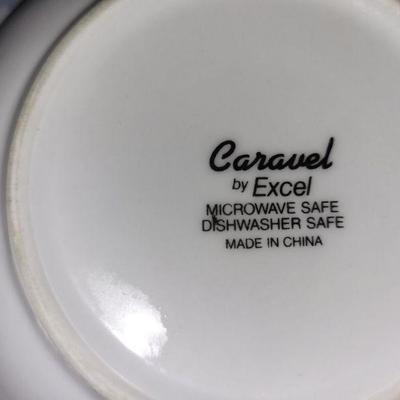 Caravel
by Excel
MICROWAVE SAFE
DISHWASHER SAFE
MADE IN CHINA